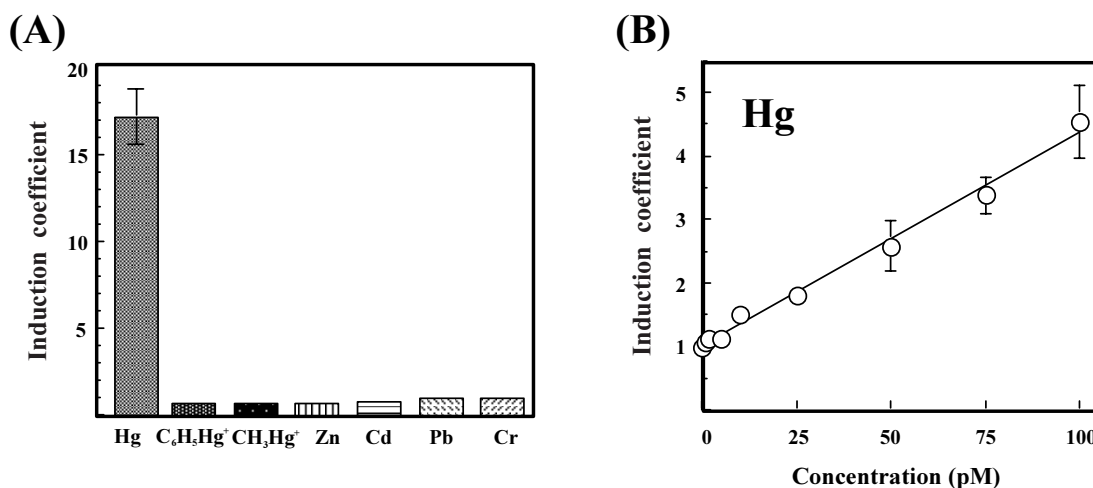 (A)
Induction coefficient
20
15
10
5
Hg C₆H₅Hg⁺ CH₃Hg⁺ Zn Cd Pb Cr
(B)
Hg
Induction coefficient
5
4
3
2
1
0 25 50 75 100
Concentration (pM)